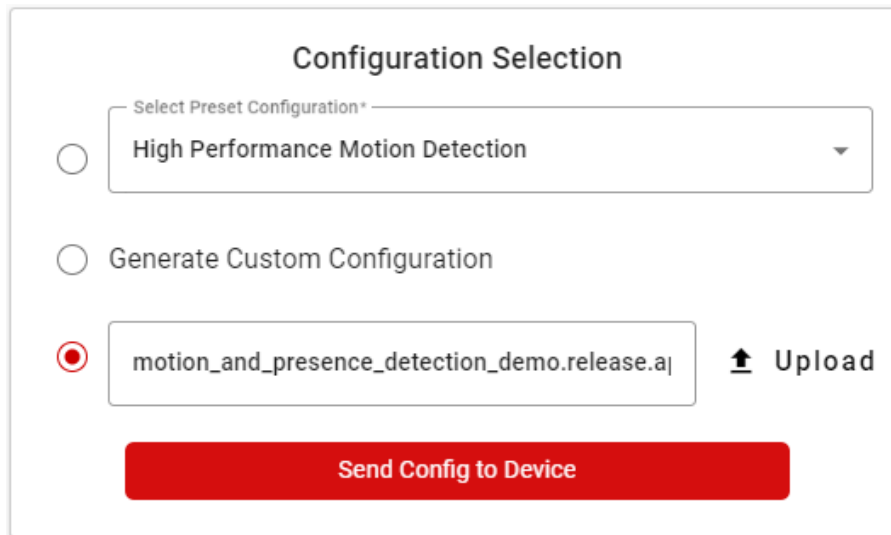 Configuration Selection
Select Preset Configuration*
High Performance Motion Detection
Generate Custom Configuration
motion_and_presence_detection_demo.release.a
Upload
Send Config to Device